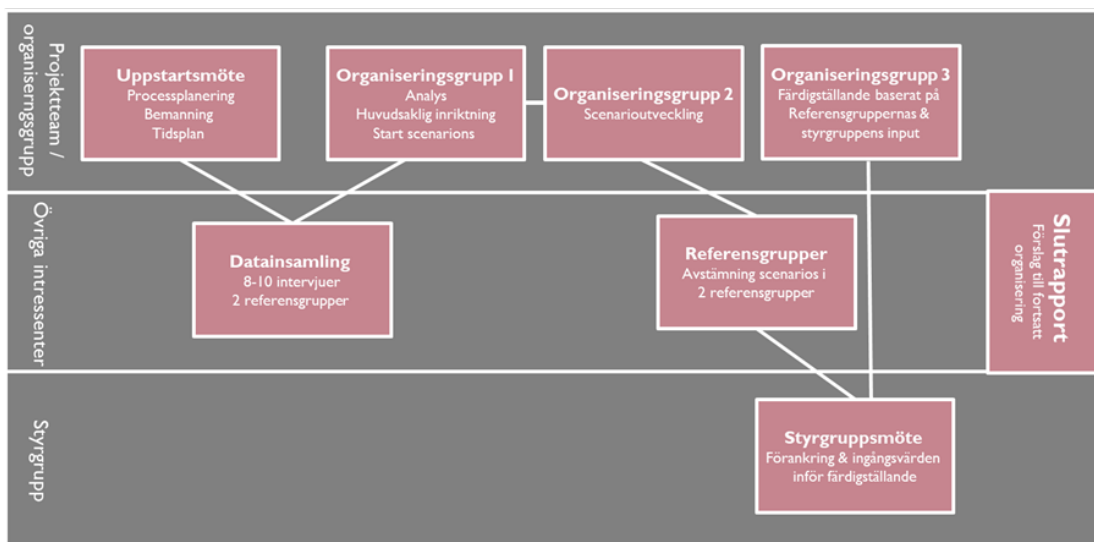 Projektteam /
organiserngsgrupp
Uppstartsmöte
Processplanering
Bemanning
Tidsplan
Organiseringsgrupp 1
Analys
Huvudsaklig inriktning
Start scenarions
Organiseringsgrupp 2
Scenarioutveckling
Organiseringsgrupp 3
Färdigställande baserat på
Referensgruppernas &
styrgruppens input
Övriga intressenter
Datainsamling
8-10 intervjuer
2 referensgrupper
Referensgrupper
Avstämning scenarios i
2 referensgrupper
Slutrapport
Förslag till fortsatt
organisering
Styrgrupp
Styrgruppsmöte
Förankring & ingångsvärden
inför färdigställande